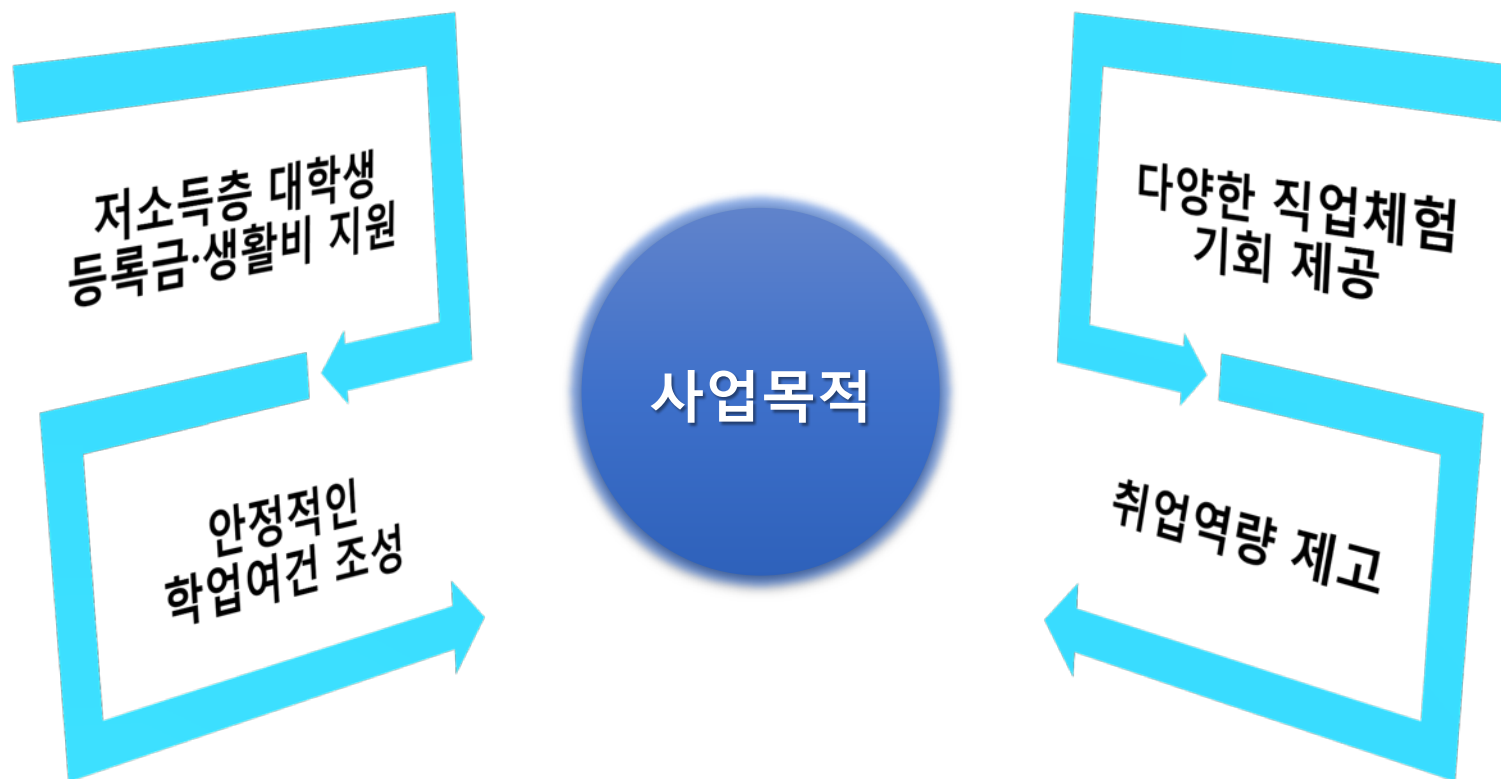 저소득층 대학생
등록금·생활비 지원
안정적인
학업여건 조성
사업목적
다양한 직업체험
기회 제공
취업역량 제고